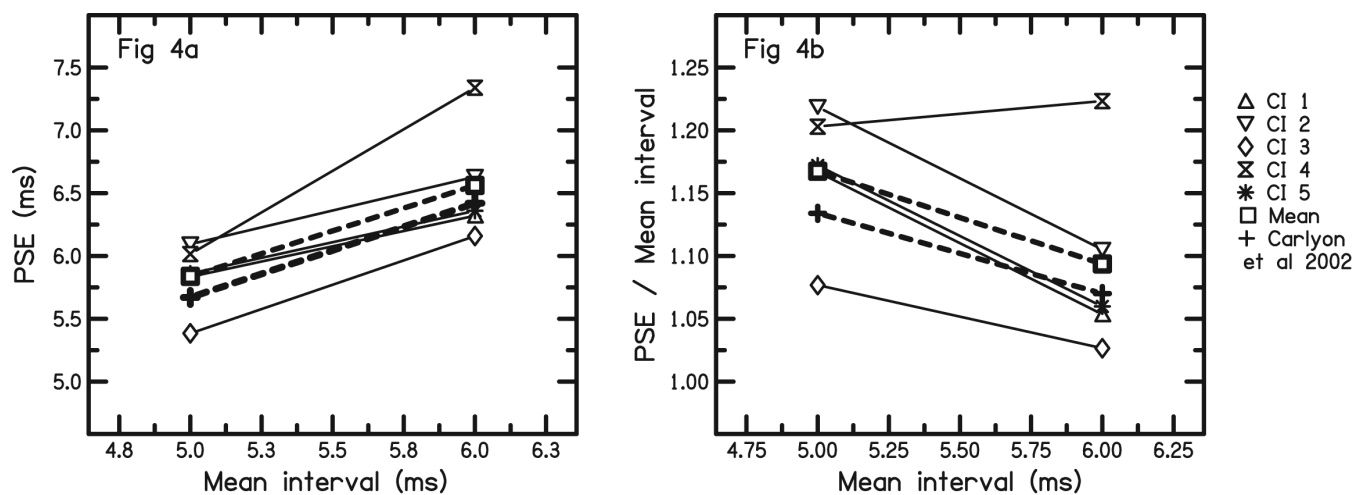 Fig 4a
7.5
7.0
6.5
6.0
5.5
5.0
PSE (ms)
4.8 5.0 5.3 5.5 5.8 6.0 6.3
Mean interval (ms)
Fig 4b
1.25
1.20
1.15
1.10
1.05
1.00
PSE / Mean interval
4.75 5.00 5.25 5.50 5.75 6.00 6.25
Mean interval (ms)
CI 1
CI 2
CI 3
CI 4
CI 5
Mean
Carlyon
et al 2002